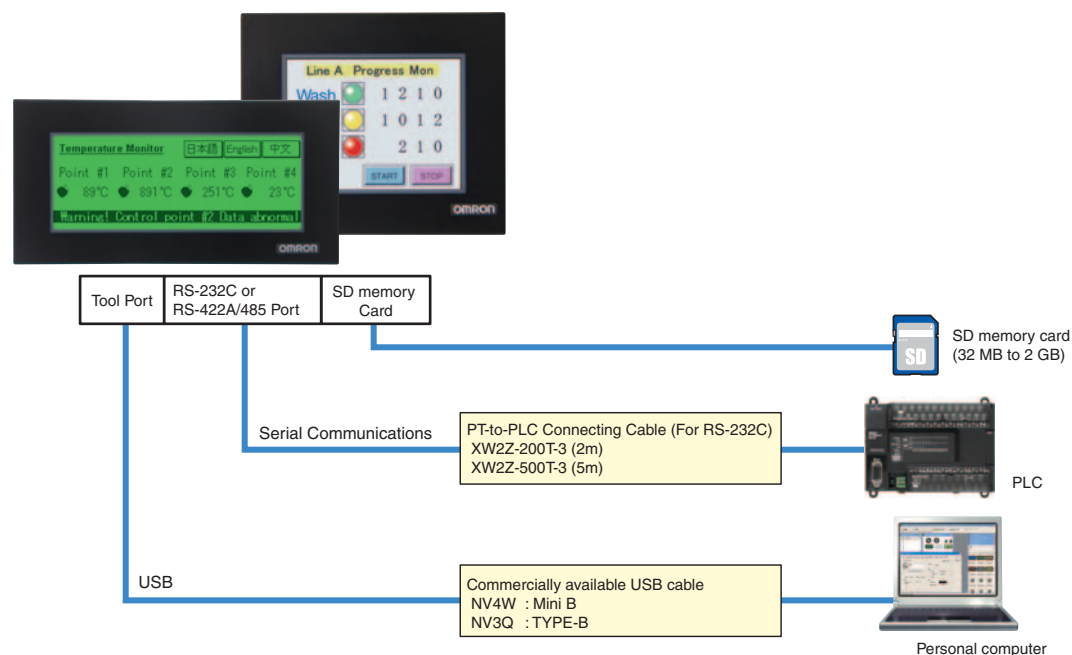 Line A Progress Mon
Wash 1 2 1 0
1 0 1 2
2 1 0
START STOP
OMRON
Temperature Monitor 日本語 English 中文
Point #1 Point #2 Point #3 Point #4
89℃ 891℃ 251℃ 23℃
Warning! Control point #2 Data abnormal
OMRON
Tool Port
RS-232C or
RS-422A/485 Port
SD memory
Card
SD
SD memory card
(32 MB to 2 GB)
Serial Communications
PT-to-PLC Connecting Cable (For RS-232C)
XW2Z-200T-3 (2m)
XW2Z-500T-3 (5m)
PLC
USB
Commercially available USB cable
NV4W : Mini B
NV3Q : TYPE-B
Personal computer